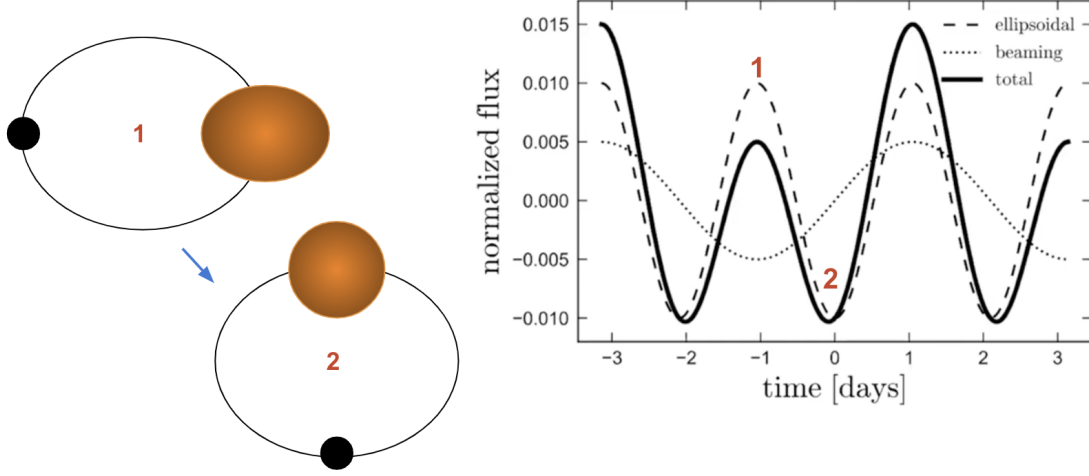 1
2
normalized flux
0.015
0.010
0.005
0.000
−0.005
−0.010
1
2
ellipsoidal
beaming
total
−3 −2 −1 0 1 2 3
time [days]